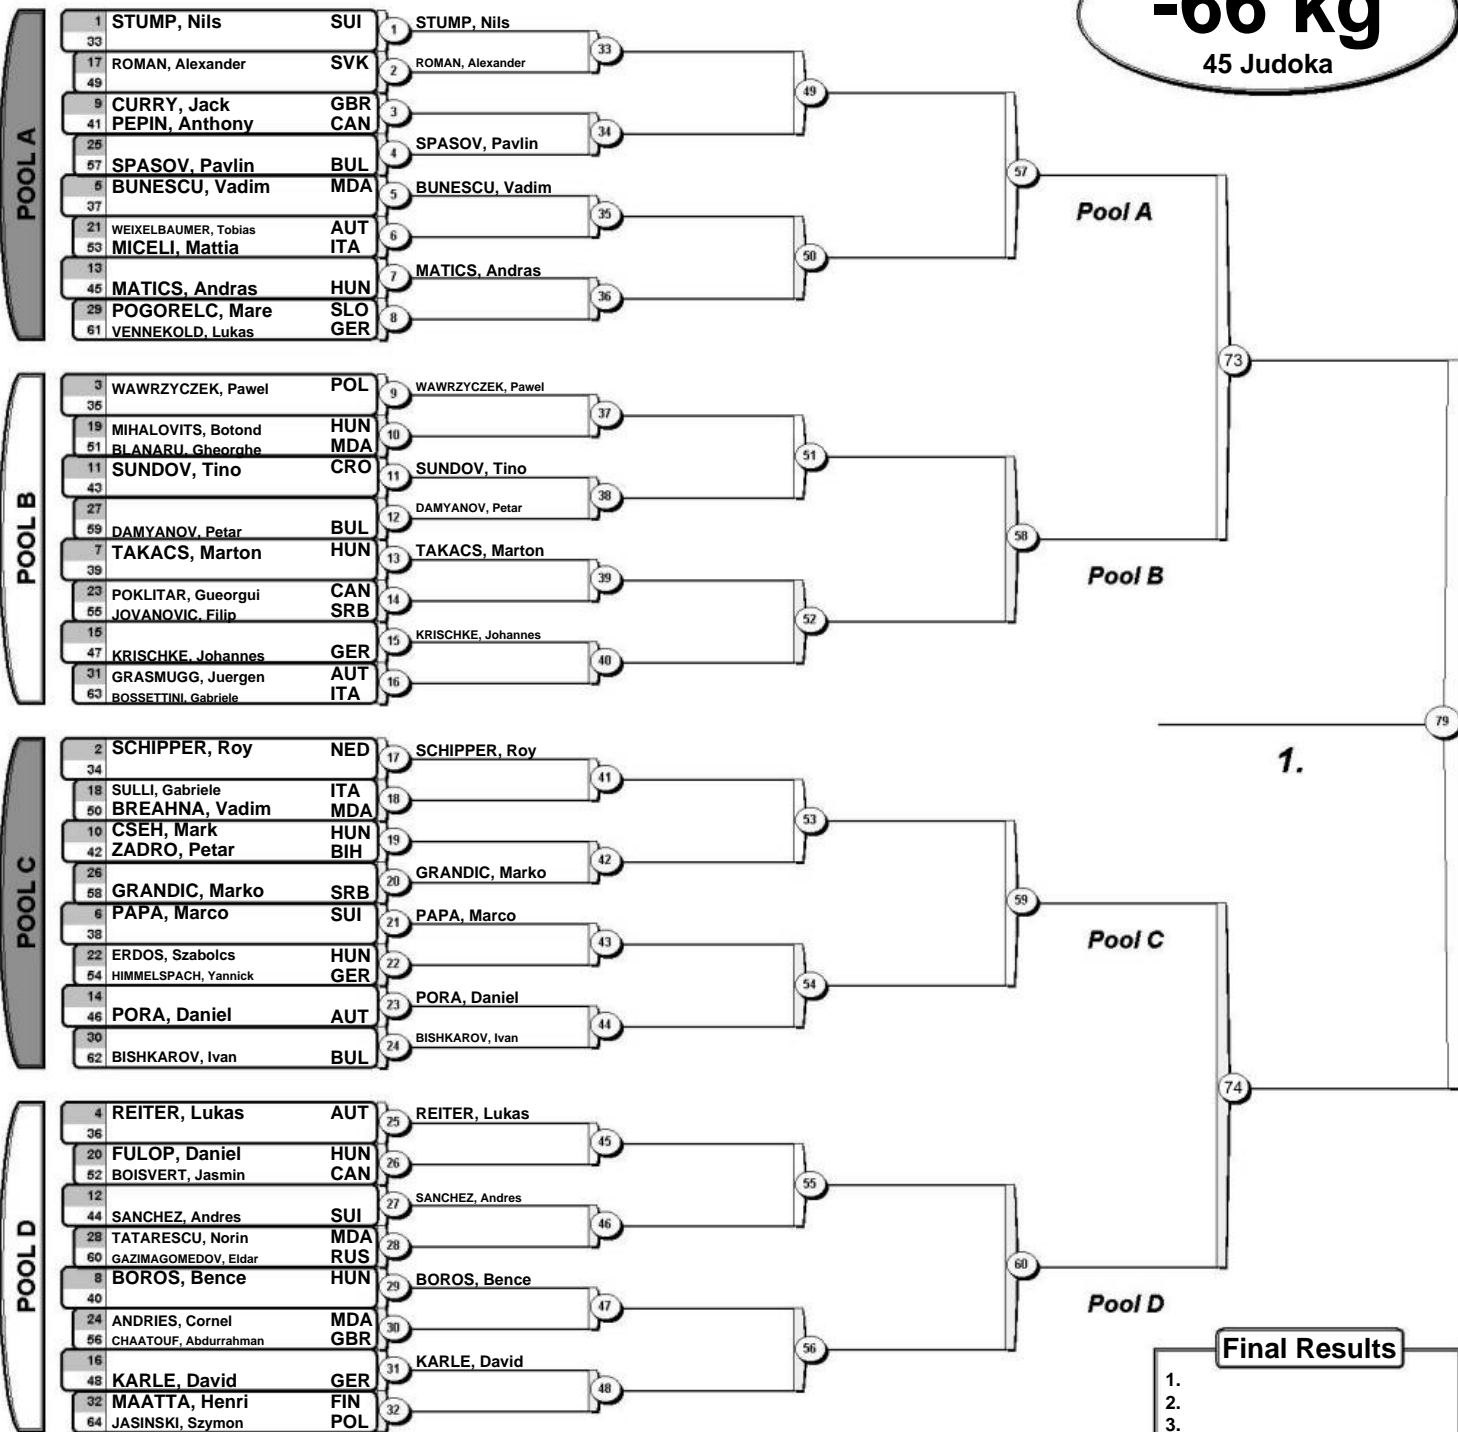 -66 kg
45 Judoka
POOL A
1 STUMP, Nils SUI 1 STUMP, Nils
33
33
17 ROMAN, Alexander SVK 2 ROMAN, Alexander
49
49
9 CURRY, Jack GBR 3
41 PEPIN, Anthony CAN
34
25
57 SPASOV, Pavlin BUL 4 SPASOV, Pavlin
57
5 BUNESCU, Vadim MDA 5 BUNESCU, Vadim
37
35
Pool A
21 WEIXELBAUMER, Tobias AUT 6
53 MICELI, Mattia ITA
50
13
45 MATICS, Andras HUN 7 MATICS, Andras
36
29 POGORELC, Mare SLO 8
61 VENNEKOLD, Lukas GER
73
POOL B
3 WAWRZYCZEK, Pawel POL 9 WAWRZYCZEK, Pawel
35
37
19 MIHALOVITS, Botond HUN 10
51 BLANARU, Gheorghe MDA
51
11 SUNDOV, Tino CRO 11 SUNDOV, Tino
43
38
27
59 DAMYANOV, Petar BUL 12 DAMYANOV, Petar
58
7 TAKACS, Marton HUN 13 TAKACS, Marton
39
39
Pool B
23 POKLITAR, Gueorgui CAN 14
55 JOVANOVIC, Filip SRB
52
15
47 KRISCHKE, Johannes GER 15 KRISCHKE, Johannes
40
31 GRASMUGG, Juergen AUT 16
63 BOSSETTINI, Gabriele ITA
79
1.
POOL C
2 SCHIPPER, Roy NED 17 SCHIPPER, Roy
34
41
18 SULLI, Gabriele ITA 18
50 BREAHNA, Vadim MDA
53
10 CSEH, Mark HUN 19
42 ZADRO, Petar BIH
42
26
58 GRANDIC, Marko SRB 20 GRANDIC, Marko
59
6 PAPA, Marco SUI 21 PAPA, Marco
38
43
Pool C
22 ERDOS, Szabolcs HUN 22
54 HIMMELSPACH, Yannick GER
54
14
46 PORA, Daniel AUT 23 PORA, Daniel
44
30
62 BISHKAROV, Ivan BUL 24 BISHKAROV, Ivan
74
POOL D
4 REITER, Lukas AUT 25 REITER, Lukas
36
45
20 FULOP, Daniel HUN 26
52 BOISVERT, Jasmin CAN
55
12
44 SANCHEZ, Andres SUI 27 SANCHEZ, Andres
46
28 TATARESCU, Norin MDA 28
60 GAZIMAGOMEDOV, Eldar RUS
60
8 BOROS, Bence HUN 29 BOROS, Bence
40
47
Pool D
24 ANDRIES, Cornel MDA 30
56 CHAATOUF, Abdurrahman GBR
56
16
48 KARLE, David GER 31 KARLE, David
48
32 MAATTA, Henri FIN 32
64 JASINSKI, Szymon POL
Final Results
1.
2.
3.